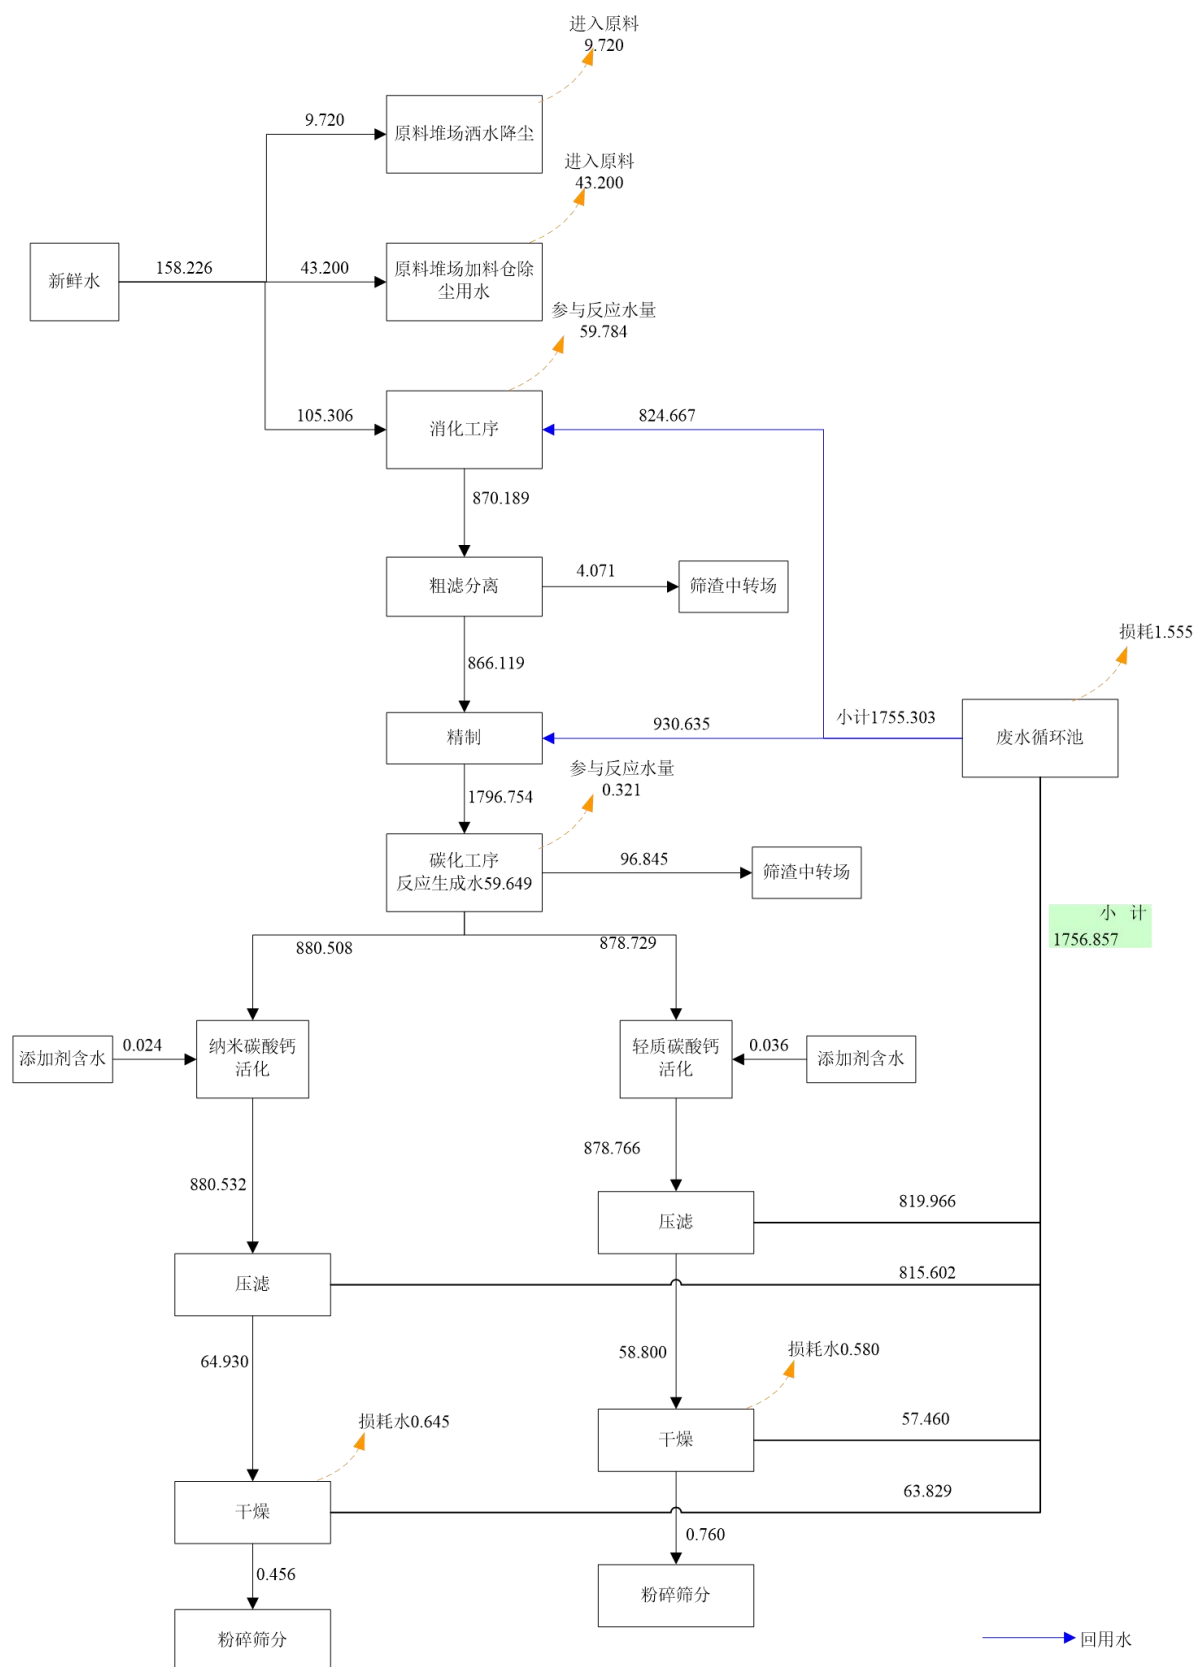 进入原料
9.720
9.720
原料堆场洒水降尘
进入原料
43.200
新鲜水
158.226
43.200
原料堆场加料仓除
尘用水
参与反应水量
59.784
105.306
消化工序
824.667
870.189
粗滤分离
4.071
筛渣中转场
866.119
损耗1.555
精制
930.635
小计1755.303
废水循环池
1796.754
参与反应水量
0.321
碳化工序
反应生成水59.649
96.845
筛渣中转场
小 计
1756.857
880.508
878.729
添加剂含水
0.024
纳米碳酸钙
活化
轻质碳酸钙
活化
0.036
添加剂含水
878.766
880.532
压滤
819.966
压滤
815.602
64.930
58.800
损耗水0.580
损耗水0.645
干燥
57.460
干燥
63.829
0.760
0.456
粉碎筛分
粉碎筛分
回用水